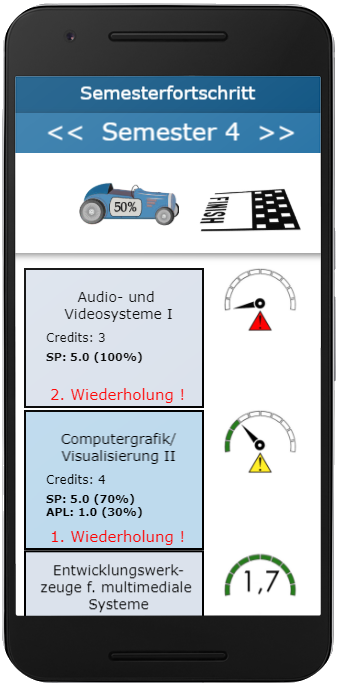 Semesterfortschritt
<< Semester 4 >>
50%
FINISH
Audio- und
Videosysteme I
Credits: 3
SP: 5.0 (100%)
2. Wiederholung !
Computergrafik/
Visualisierung II
Credits: 4
SP: 5.0 (70%)
APL: 1.0 (30%)
1. Wiederholung !
Entwicklungswerk-
zeuge f. multimediale
Systeme
1,7